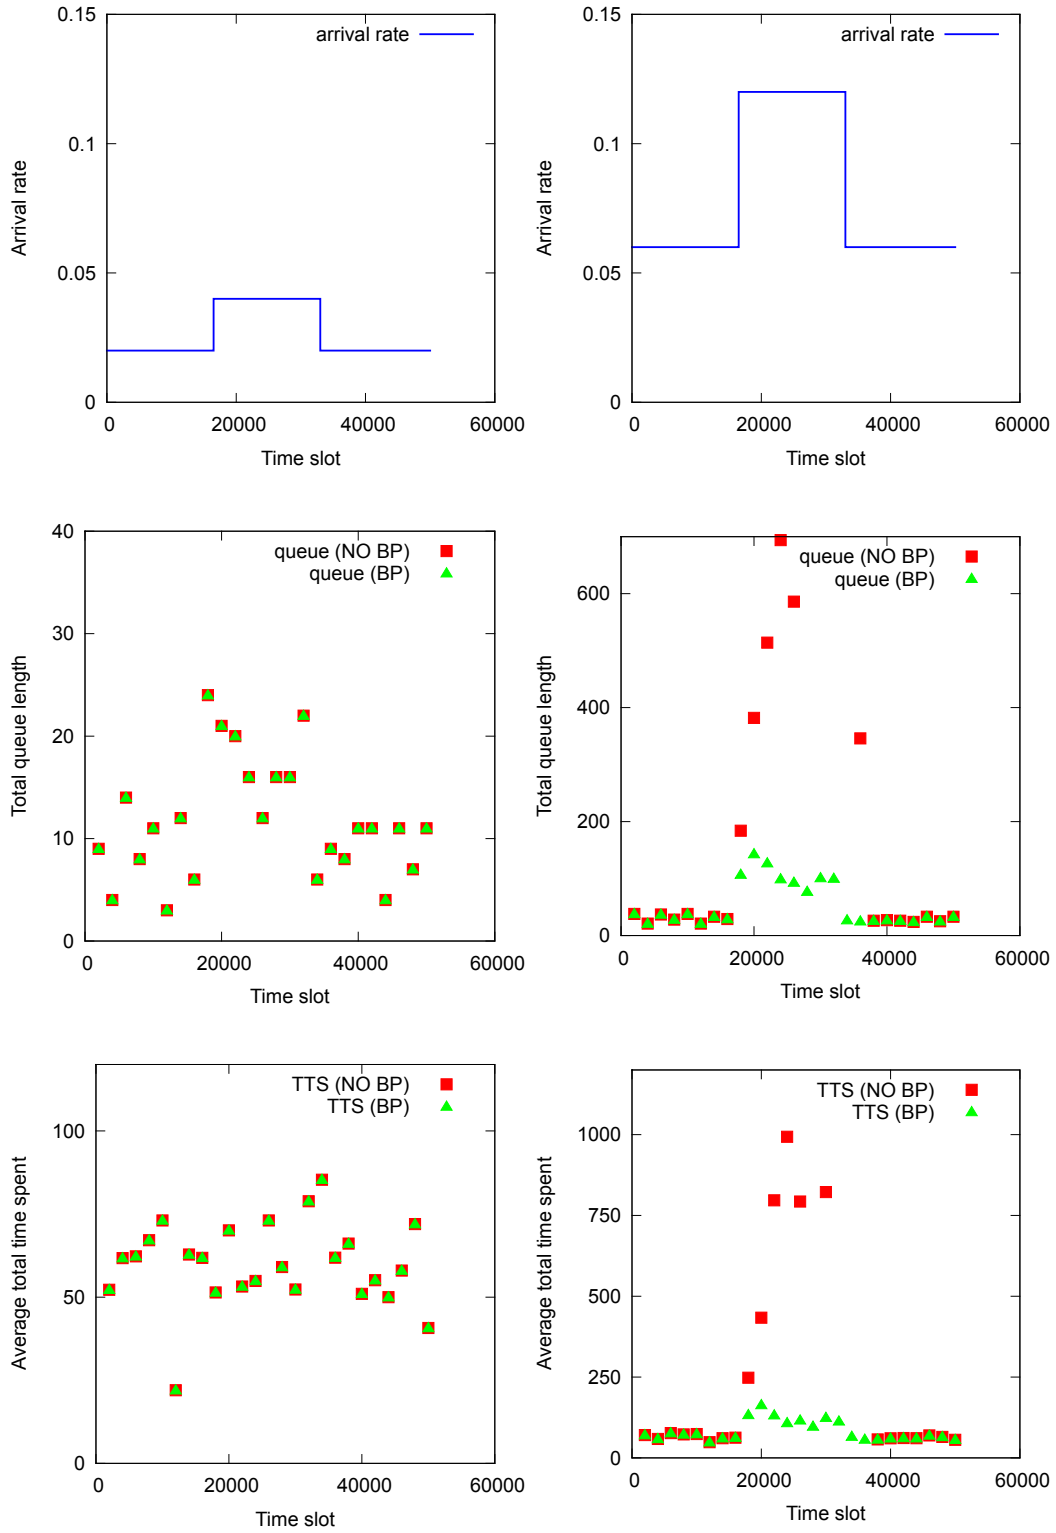 0.15
0.1
0.05
0
Arrival rate
arrival rate
0
20000
40000
60000
Time slot
0.15
0.1
0.05
0
Arrival rate
arrival rate
0
20000
40000
60000
Time slot
40
30
20
10
0
Total queue length
queue (NO BP)
queue (BP)
0
20000
40000
60000
Time slot
600
400
200
0
Total queue length
queue (NO BP)
queue (BP)
0
20000
40000
60000
Time slot
100
50
0
Average total time spent
TTS (NO BP)
TTS (BP)
0
20000
40000
60000
Time slot
1000
750
500
250
0
Average total time spent
TTS (NO BP)
TTS (BP)
0
20000
40000
60000
Time slot